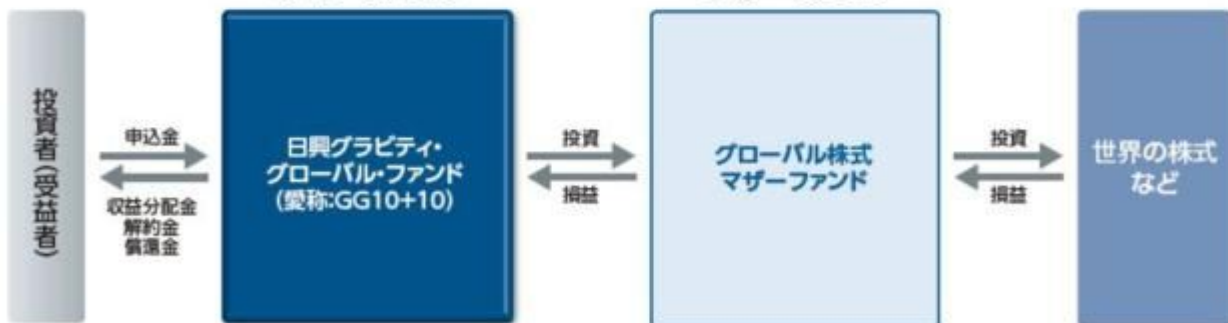 投資者(受益者)
申込金
収益分配金
解約金
償還金
日興グラビティ・
グローバル・ファンド
(愛称:GG10+10)
投資
損益
グローバル株式
マザーファンド
投資
損益
世界の株式
など